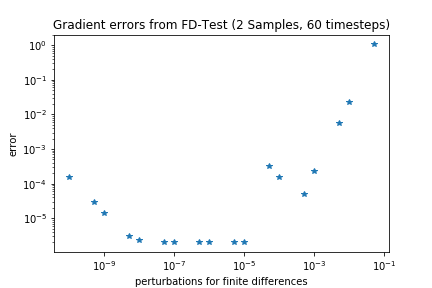 Gradient errors from FD-Test (2 Samples, 60 timesteps)
10⁰
10⁻¹
10⁻²
10⁻³
10⁻⁴
10⁻⁵
error
10⁻⁹ 10⁻⁷ 10⁻⁵ 10⁻³ 10⁻¹
perturbations for finite differences